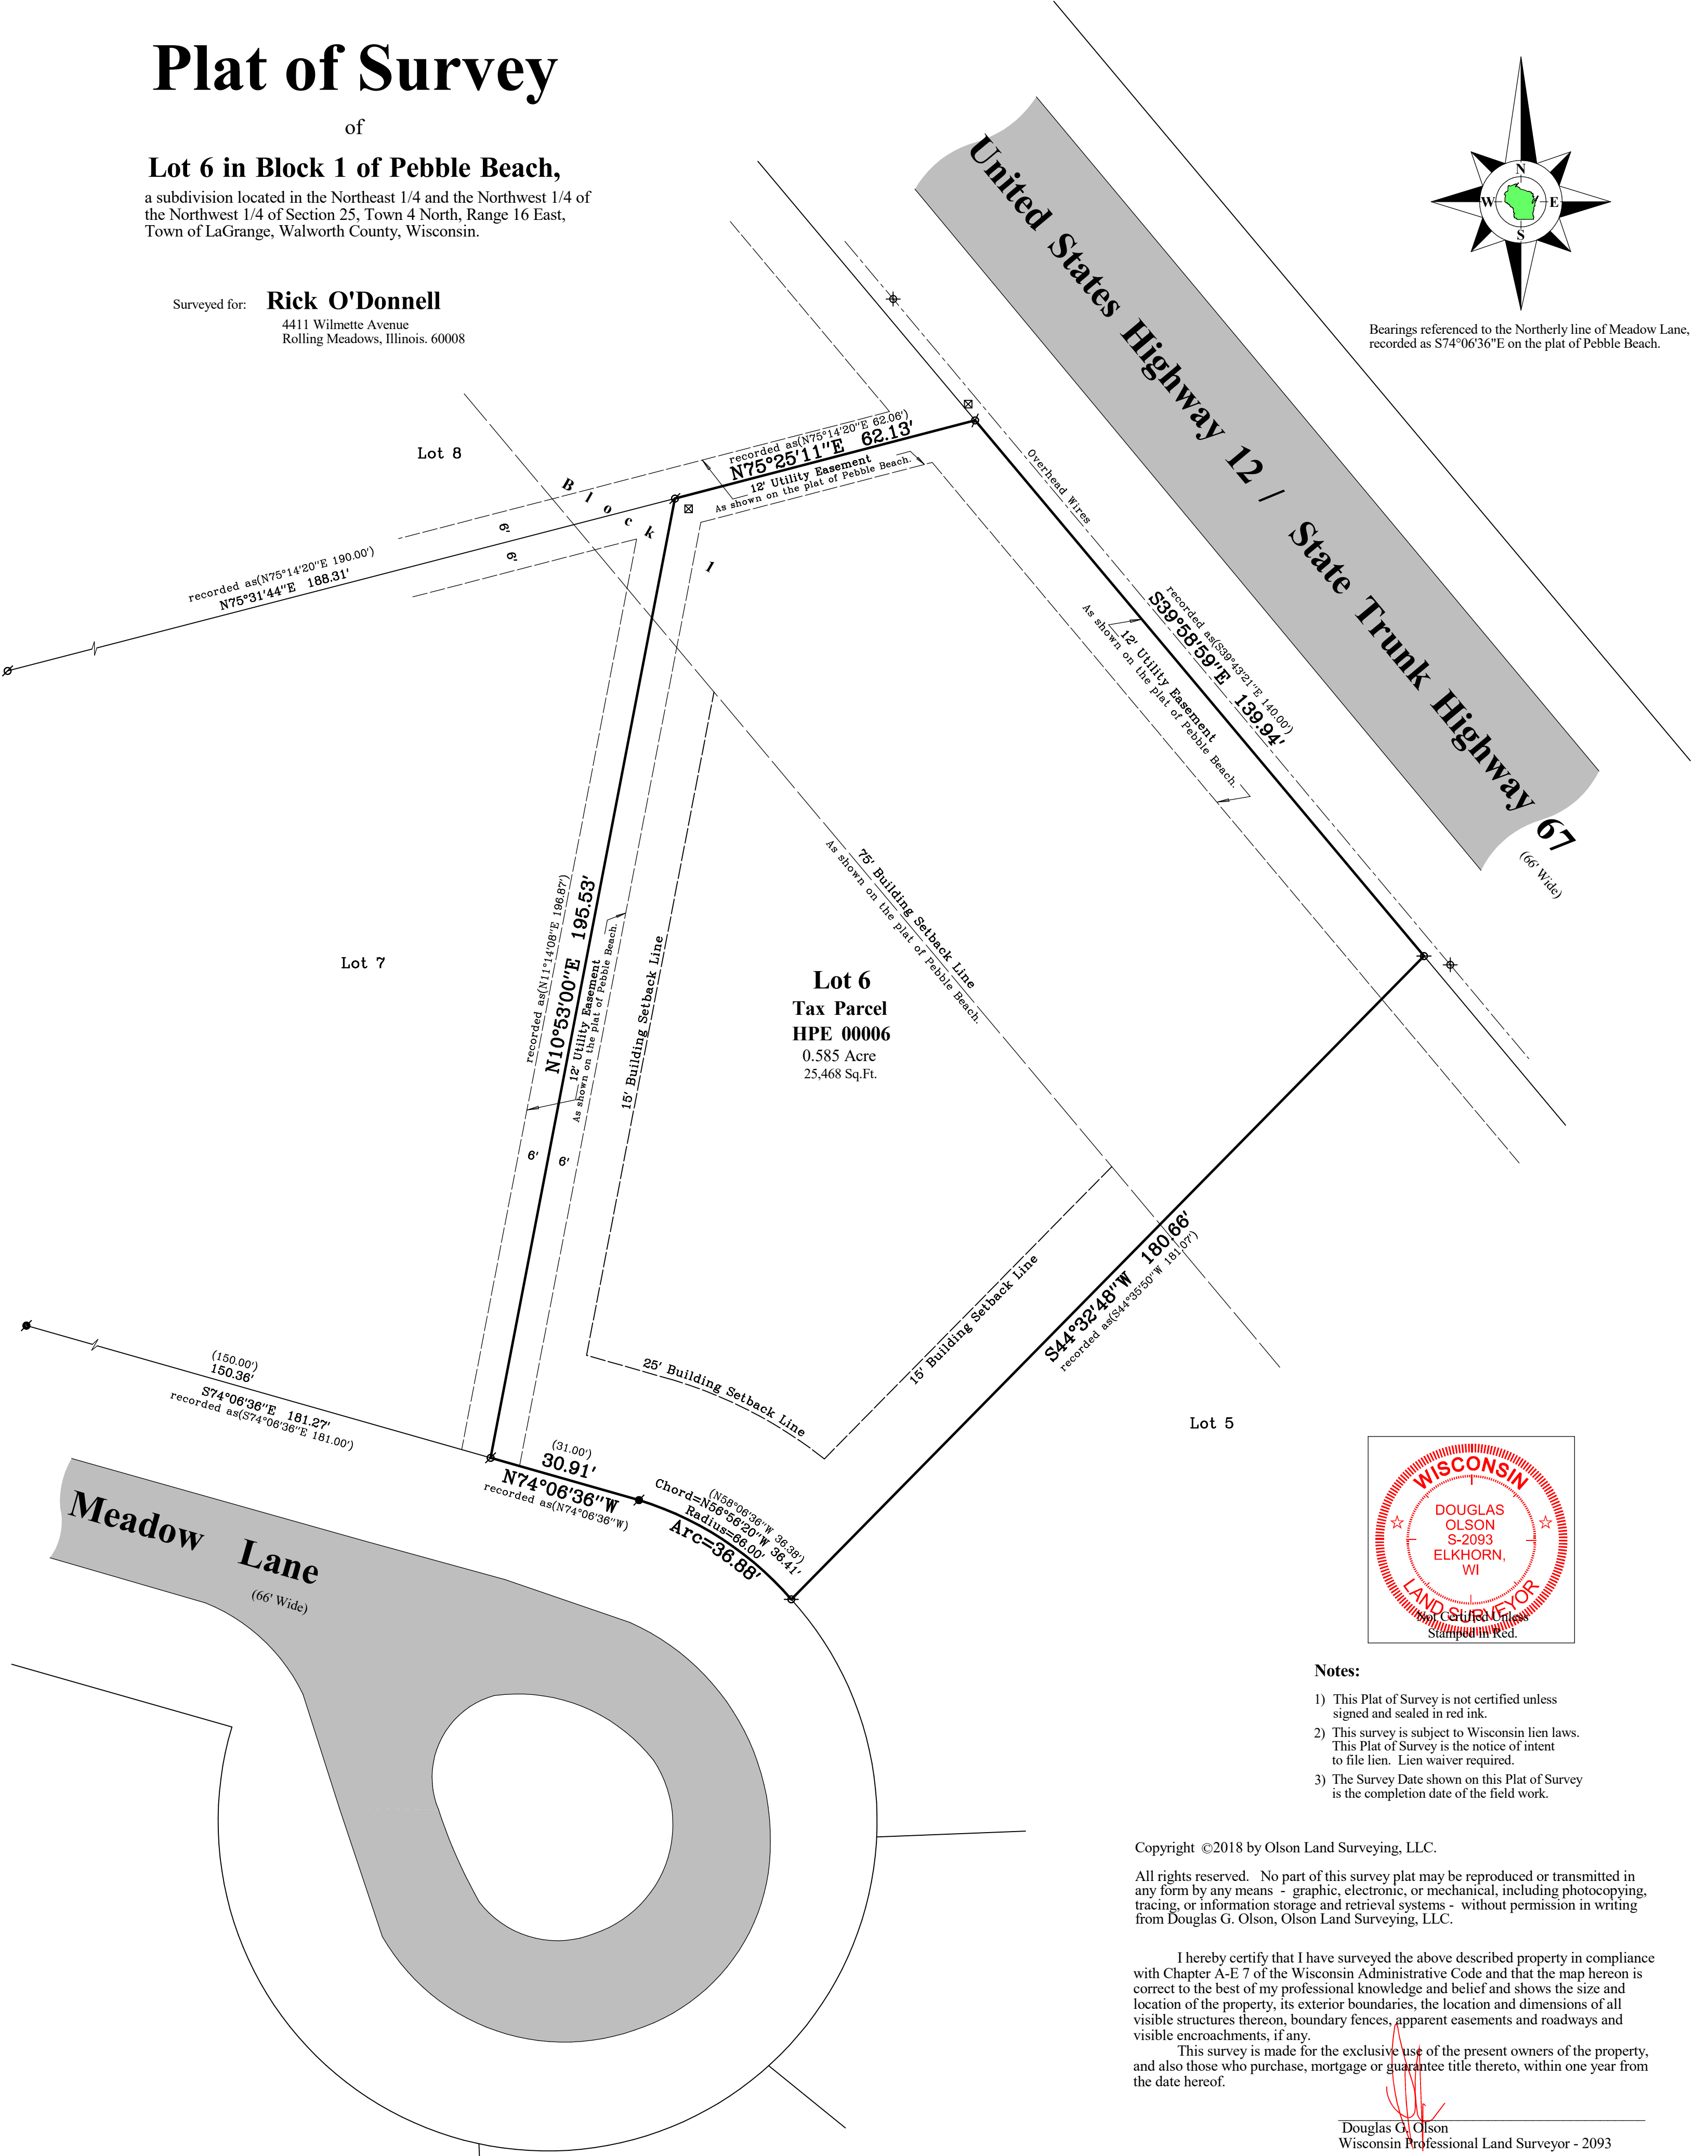 Plat of Survey
of
Lot 6 in Block 1 of Pebble Beach,
a subdivision located in the Northeast 1/4 and the Northwest 1/4 of
the Northwest 1/4 of Section 25, Town 4 North, Range 16 East,
Town of LaGrange, Walworth County, Wisconsin.
Surveyed for: Rick O'Donnell
4411 Wilmette Avenue
Rolling Meadows, Illinois. 60008
N
W
E
S
Bearings referenced to the Northerly line of Meadow Lane,
recorded as S74°06'36"E on the plat of Pebble Beach.
United States Highway 12 / State Trunk Highway 67
(66' Wide)
Overhead Wires
Lot 8
Block 1
recorded as(N75°14'20"E 62.06')
N75°25'11"E 62.13'
12' Utility Easement
As shown on the plat of Pebble Beach.
6'
6'
recorded as(N75°14'20"E 190.00')
N75°31'44"E 188.31'
recorded as(S39°43'21"E 140.00')
S39°58'59"E 139.94'
12' Utility Easement
As shown on the plat of Pebble Beach.
75' Building Setback Line
As shown on the plat of Pebble Beach.
recorded as(N11°14'08"E 196.87')
N10°53'00"E 195.53'
12' Utility Easement
As shown on the plat of Pebble Beach.
15' Building Setback Line
Lot 7
Lot 6
Tax Parcel
HPE 00006
0.585 Acre
25,468 Sq.Ft.
6'
6'
S44°32'48"W 180.66'
recorded as(S44°35'50"W 181.07')
15' Building Setback Line
25' Building Setback Line
Lot 5
(150.00')
150.36'
S74°06'36"E 181.27'
recorded as(S74°06'36"E 181.00')
(31.00')
30.91'
N74°06'36"W
recorded as(N74°06'36"W)
(N58°06'36"W 36.38')
Chord=N56°56'20"W 36.41'
Radius=66.00'
Arc=36.88'
Meadow Lane
(66' Wide)
WISCONSIN
DOUGLAS
OLSON
S-2093
ELKHORN,
WI
LAND SURVEYOR
Not Certified Unless
Stamped in Red.
Notes:
1) This Plat of Survey is not certified unless
signed and sealed in red ink.
2) This survey is subject to Wisconsin lien laws.
This Plat of Survey is the notice of intent
to file lien. Lien waiver required.
3) The Survey Date shown on this Plat of Survey
is the completion date of the field work.
Copyright ©2018 by Olson Land Surveying, LLC.
All rights reserved. No part of this survey plat may be reproduced or transmitted in
any form by any means - graphic, electronic, or mechanical, including photocopying,
tracing, or information storage and retrieval systems - without permission in writing
from Douglas G. Olson, Olson Land Surveying, LLC.
I hereby certify that I have surveyed the above described property in compliance
with Chapter A-E 7 of the Wisconsin Administrative Code and that the map hereon is
correct to the best of my professional knowledge and belief and shows the size and
location of the property, its exterior boundaries, the location and dimensions of all
visible structures thereon, boundary fences, apparent easements and roadways and
visible encroachments, if any.
This survey is made for the exclusive use of the present owners of the property,
and also those who purchase, mortgage or guarantee title thereto, within one year from
the date hereof.
Douglas G. Olson
Wisconsin Professional Land Surveyor - 2093